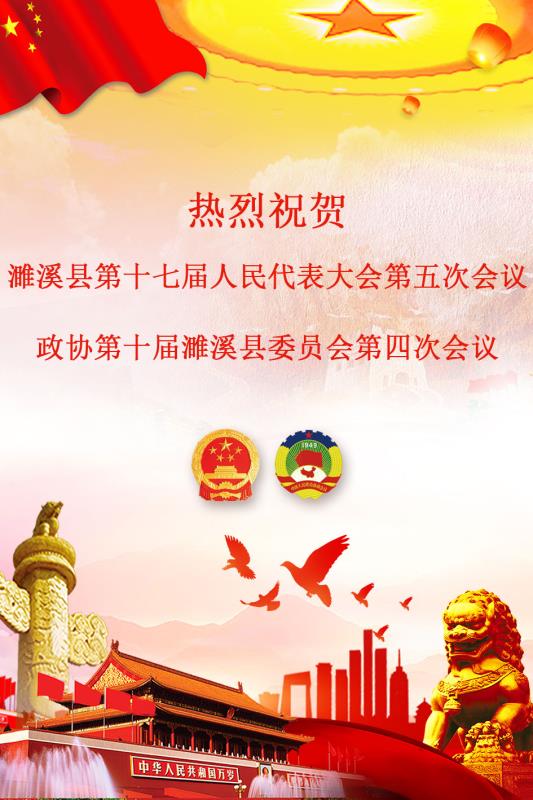 热烈祝贺
濉溪县第十七届人民代表大会第五次会议
政协第十届濉溪县委员会第四次会议
1949
中华人民共和国万岁